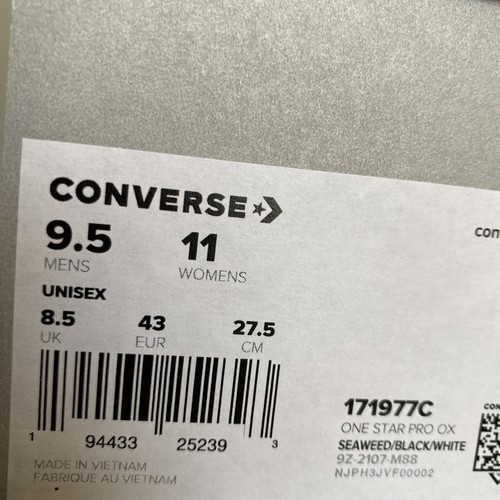 CONVERSE
9.5 11
MENS WOMENS
UNISEX
8.5 43 27.5
UK EUR CM
1 94433 25239 3
MADE IN VIETNAM
FABRIQUE AU VIETNAM
171977C
ONE STAR PRO OX
SEAWEED/BLACK/WHITE
9Z-2107-M88
NJPH3JVF00002